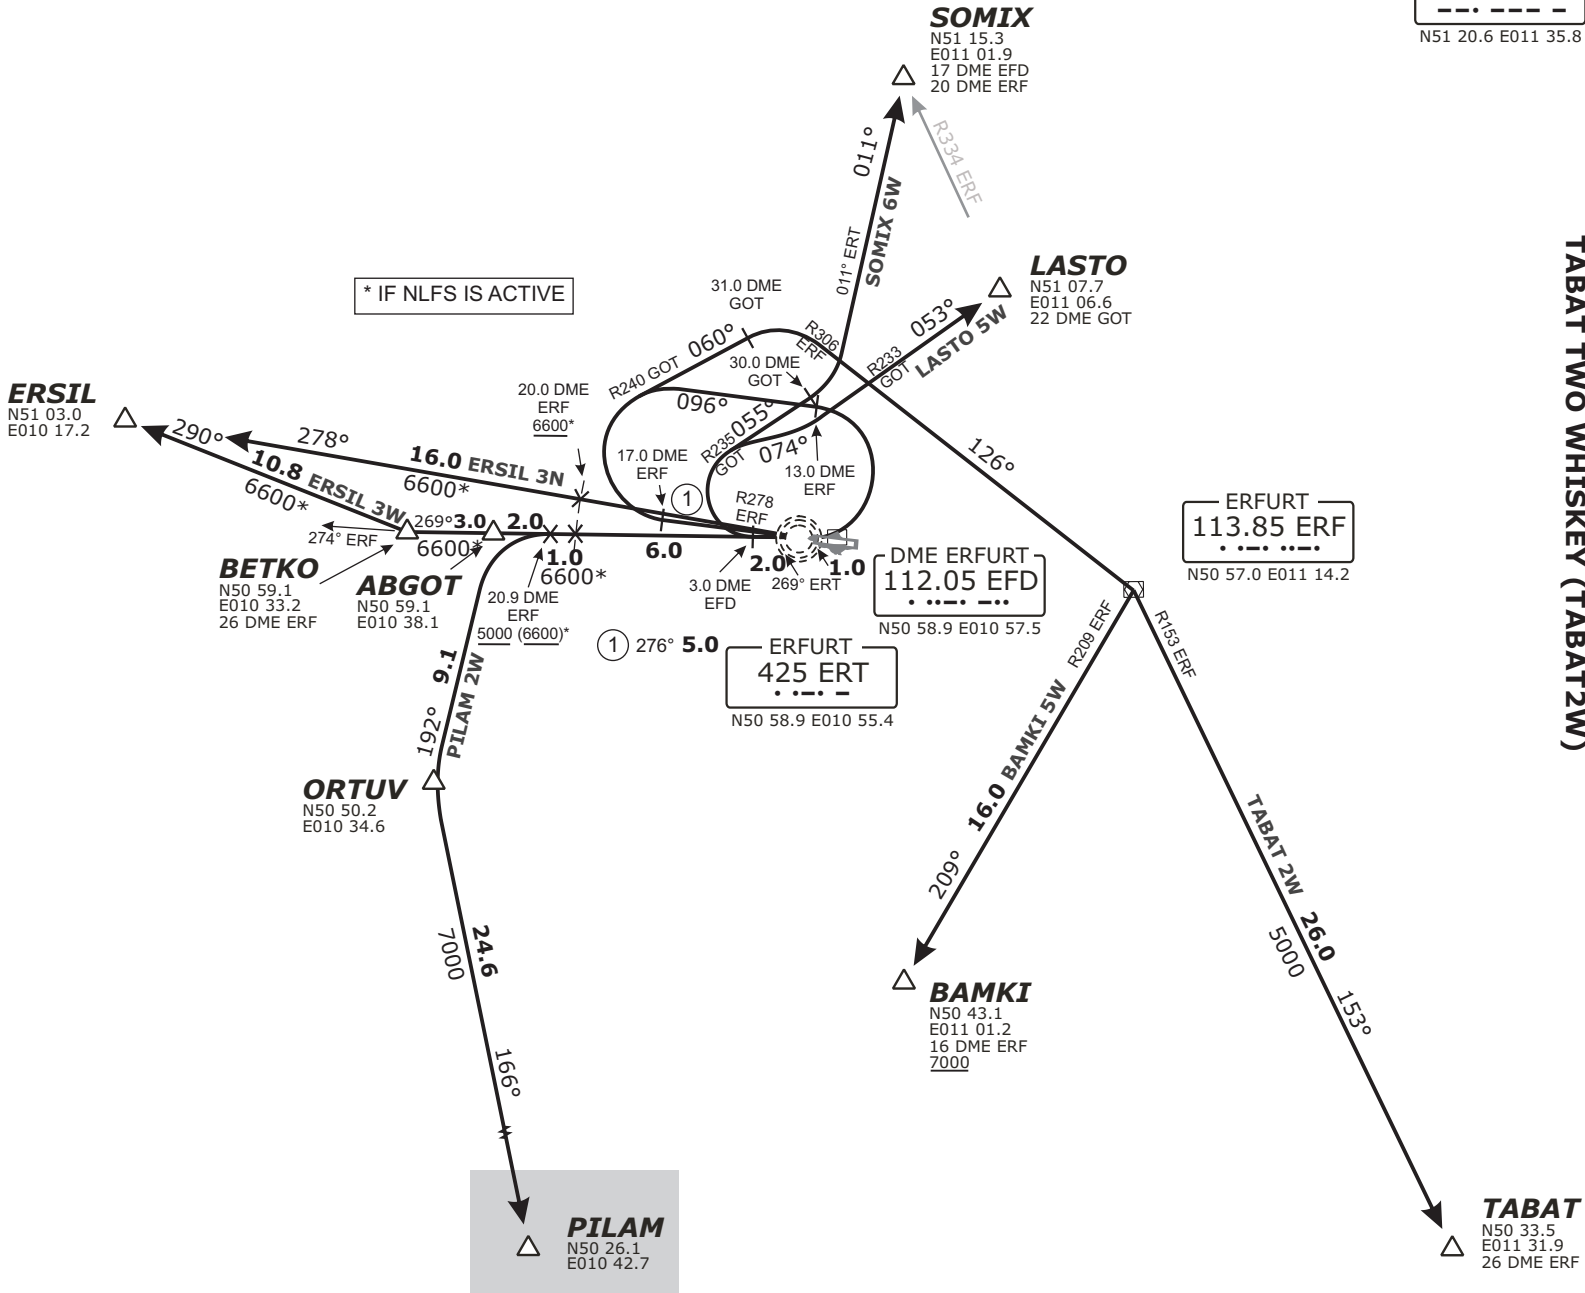 SOMIX
N51 15.3
E011 01.9
17 DME EFD
20 DME ERF
N51 20.6 E011 35.8
R334 ERF
011°
011° ERT
SOMIX 6W
LASTO
N51 07.7
E011 06.6
22 DME GOT
053°
LASTO 5W
R233
GOT
* IF NLFS IS ACTIVE
31.0 DME
GOT
060°
R240 GOT
R306
ERF
30.0 DME
GOT
ERSIL
N51 03.0
E010 17.2
290°
10.8 ERSIL 3W
6600*
278°
16.0 ERSIL 3N
6600*
20.0 DME
ERF
6600*
096°
055°
R235
GOT
074°
17.0 DME
ERF
13.0 DME
ERF
1
R278
ERF
126°
274° ERF
269° 3.0
6600*
2.0
1.0
6600*
6.0
2.0
1.0
3.0 DME
EFD
269° ERT
BETKO
N50 59.1
E010 33.2
26 DME ERF
ABGOT
N50 59.1
E010 38.1
20.9 DME
ERF
5000 (6600)*
1 276° 5.0
DME ERFURT
112.05 EFD
N50 58.9 E010 57.5
ERFURT
113.85 ERF
N50 57.0 E011 14.2
ERFURT
425 ERT
N50 58.9 E010 55.4
9.1
192°
PILAM 2W
R209 ERF
R153 ERF
ORTUV
N50 50.2
E010 34.6
16.0 BAMKI 5W
209°
TABAT 2W 26.0
5000
153°
24.6
7000
166°
BAMKI
N50 43.1
E011 01.2
16 DME ERF
7000
PILAM
N50 26.1
E010 42.7
TABAT
N50 33.5
E011 31.9
26 DME ERF
TABAT TWO WHISKEY (TABAT2W)